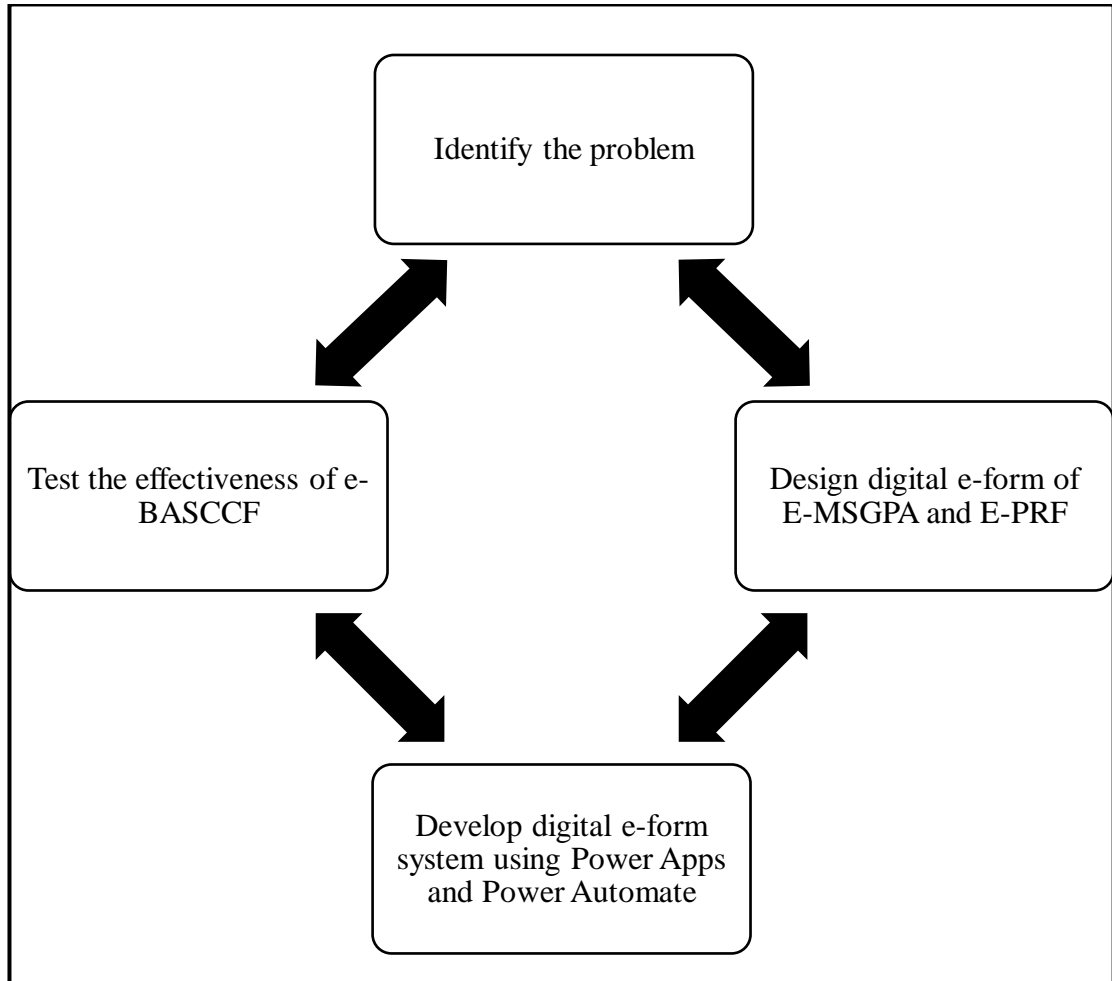 Identify the problem
Test the effectiveness of e-
BASCCF
Design digital e-form of
E-MSGPA and E-PRF
Develop digital e-form
system using Power Apps
and Power Automate